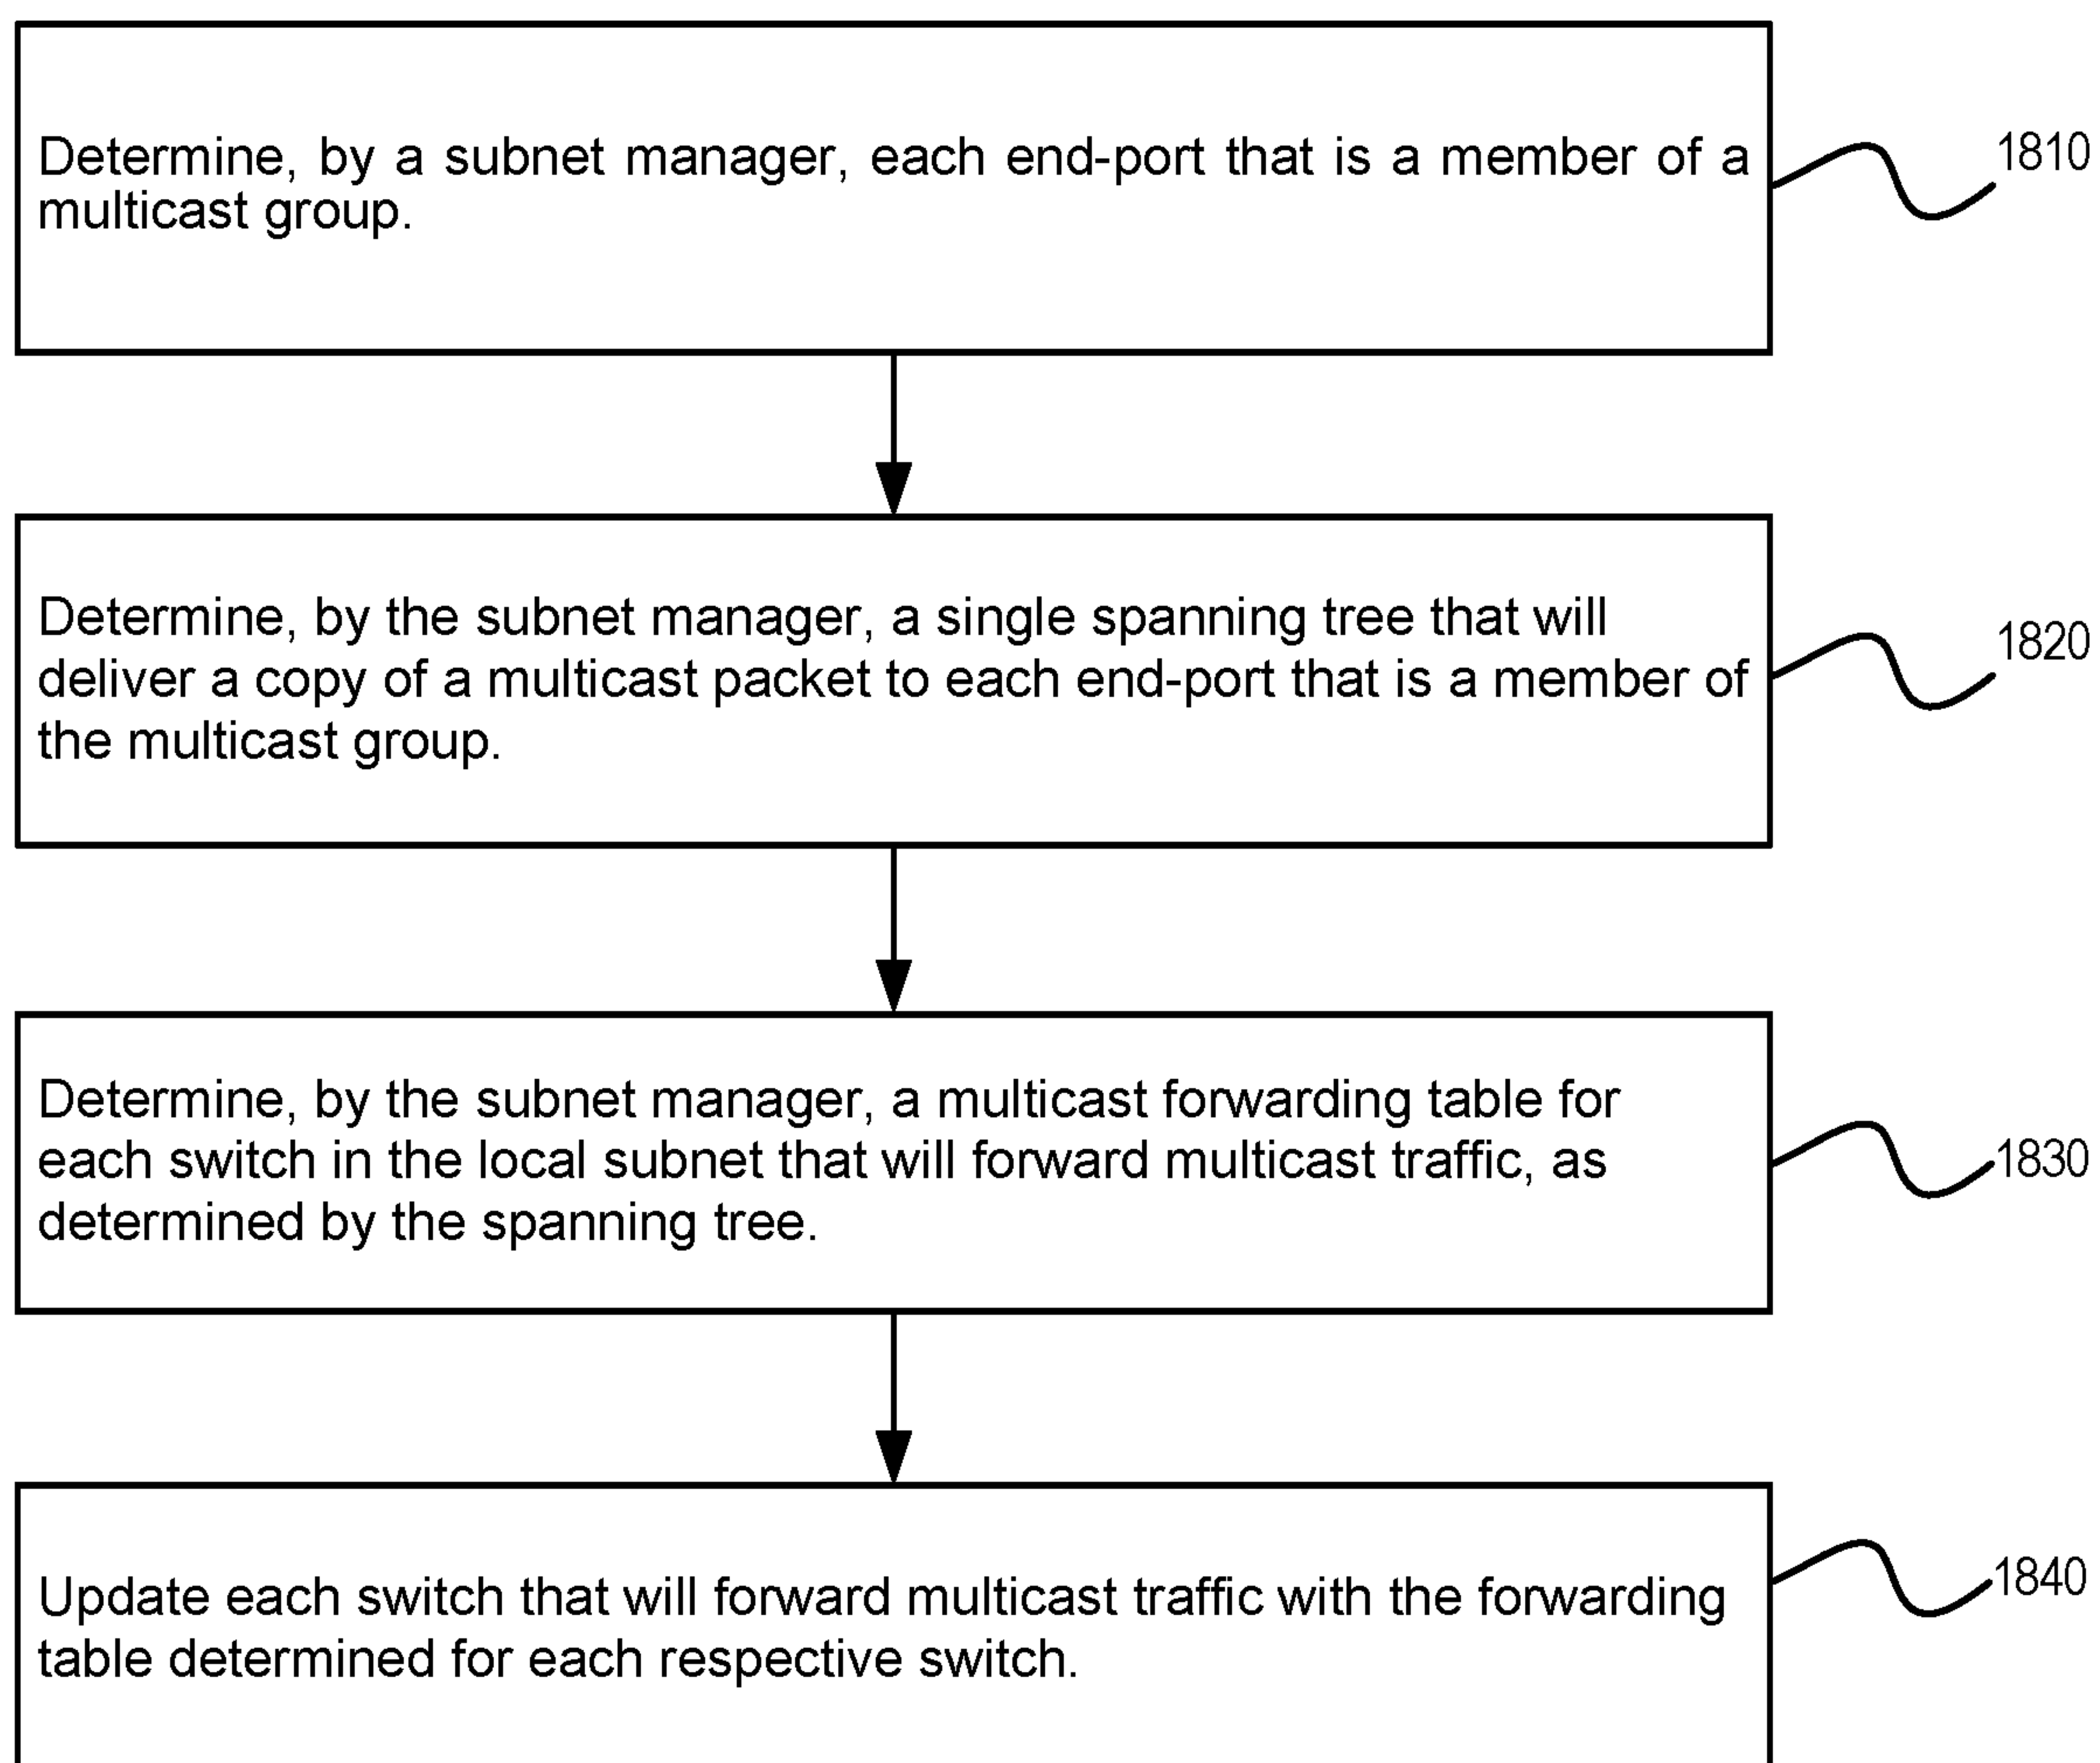 Determine, by a subnet manager, each end-port that is a member of a
multicast group.
1810
Determine, by the subnet manager, a single spanning tree that will
deliver a copy of a multicast packet to each end-port that is a member of
the multicast group.
1820
Determine, by the subnet manager, a multicast forwarding table for
each switch in the local subnet that will forward multicast traffic, as
determined by the spanning tree.
1830
Update each switch that will forward multicast traffic with the forwarding
table determined for each respective switch.
1840